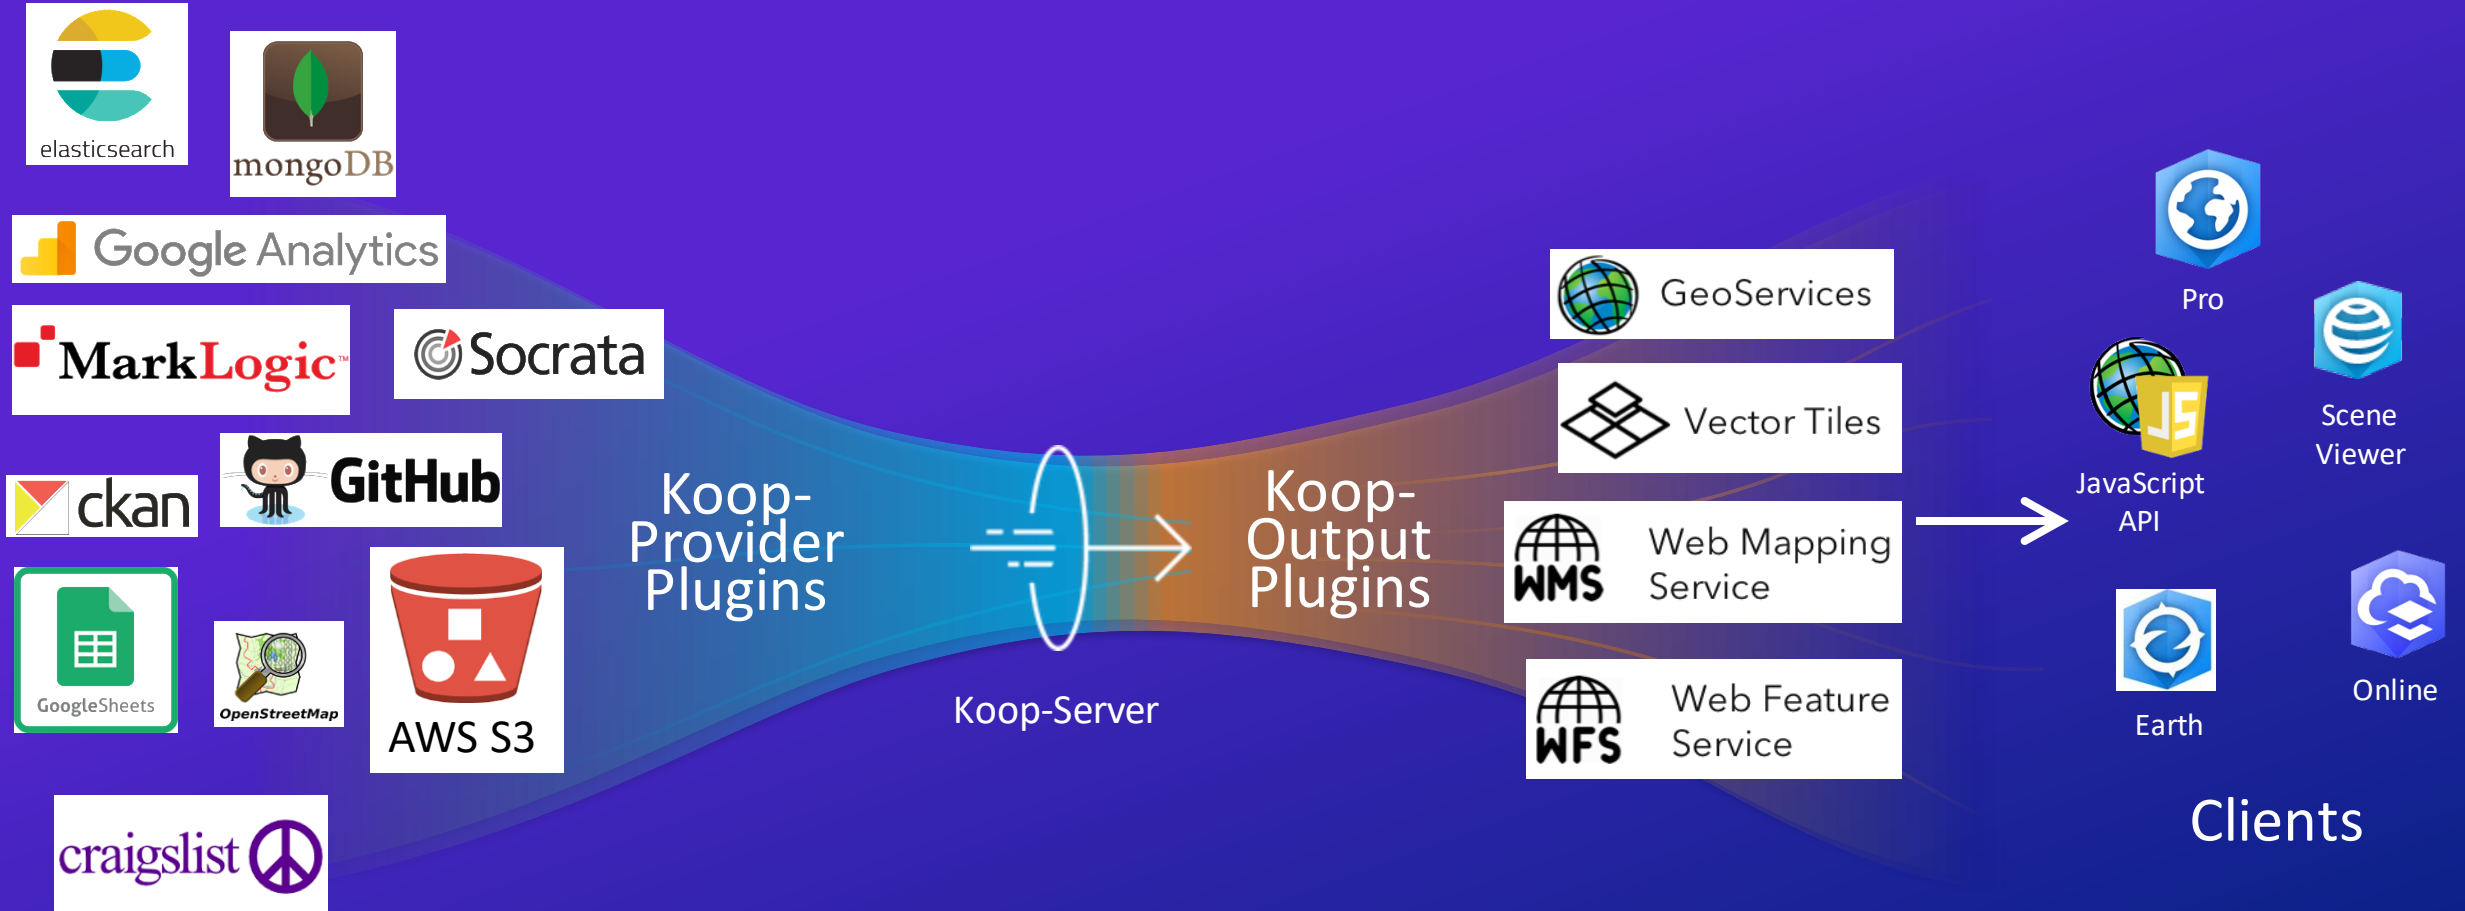 elasticsearch
mongoDB
Google Analytics
MarkLogic™
Socrata
ckan
GitHub
GoogleSheets
OpenStreetMap
AWS S3
craigslist
Koop-
Provider
Plugins
Koop-Server
Koop-
Output
Plugins
GeoServices
Vector Tiles
WMS
Web Mapping
Service
WFS
Web Feature
Service
Pro
Scene
Viewer
JS
JavaScript
API
Earth
Online
Clients